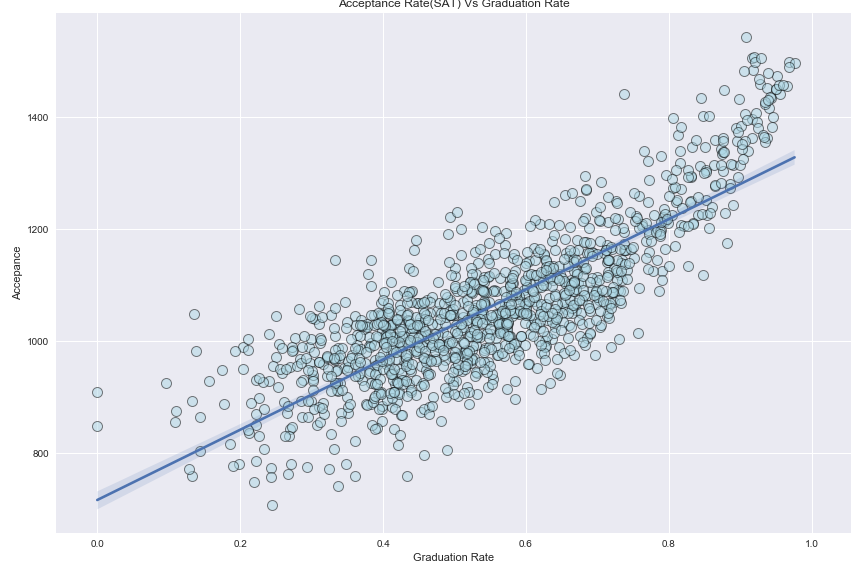 Acceptance Rate(SAT) Vs Graduation Rate
1400
1200
1000
800
Accepance
0.0 0.2 0.4 0.6 0.8 1.0
Graduation Rate